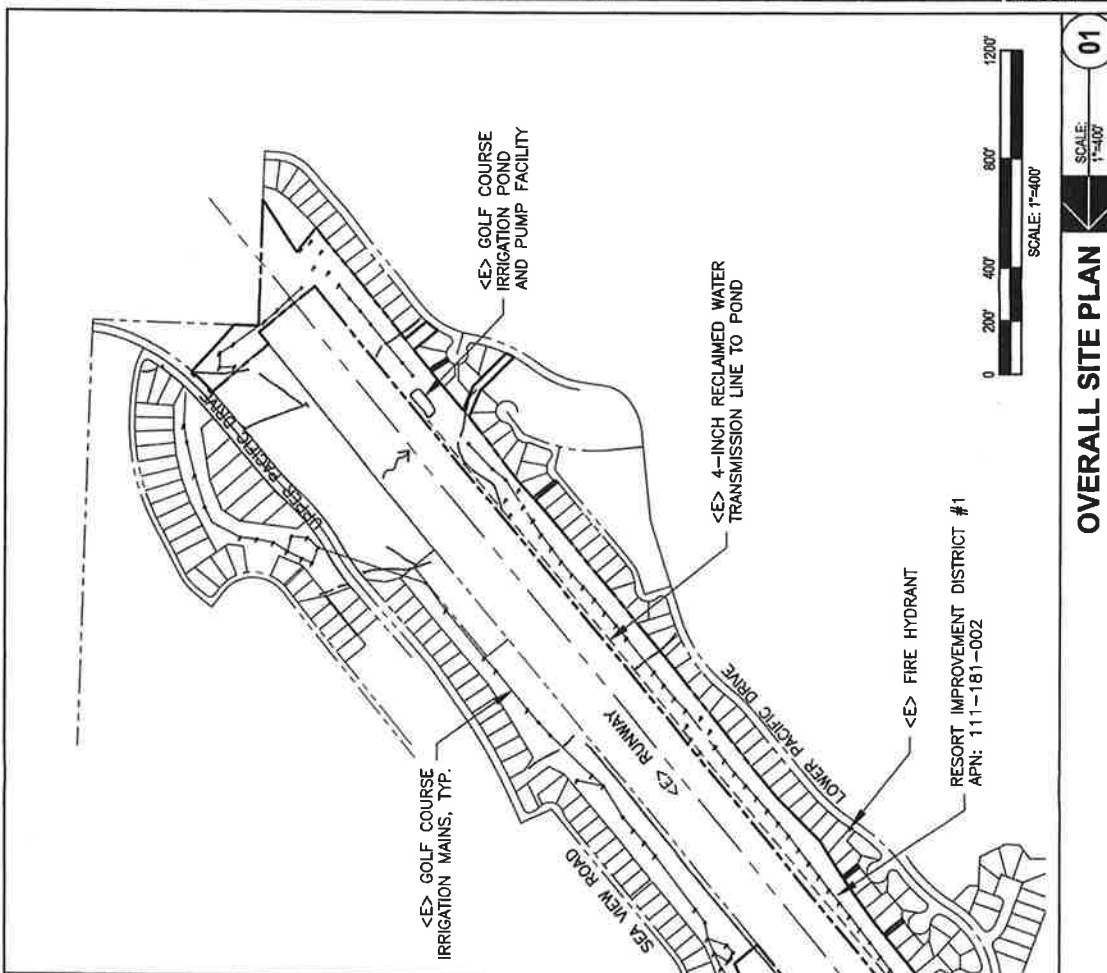 <E> GOLF COURSE
IRRIGATION POND
AND PUMP FACILITY
UPPER PACIFIC DRIVE
<E> 4-INCH RECLAIMED WATER
TRANSMISSION LINE TO POND
<E> GOLF COURSE
IRRIGATION MAINS, TYP.
<E> RUNWAY
SEA VIEW ROAD
LOWER PACIFIC DRIVE
<E> FIRE HYDRANT
RESORT IMPROVEMENT DISTRICT #1
APN: 111-181-002
0 200' 400' 800' 1200'
SCALE: 1"=400'
OVERALL SITE PLAN
SCALE:
1"=400'
01